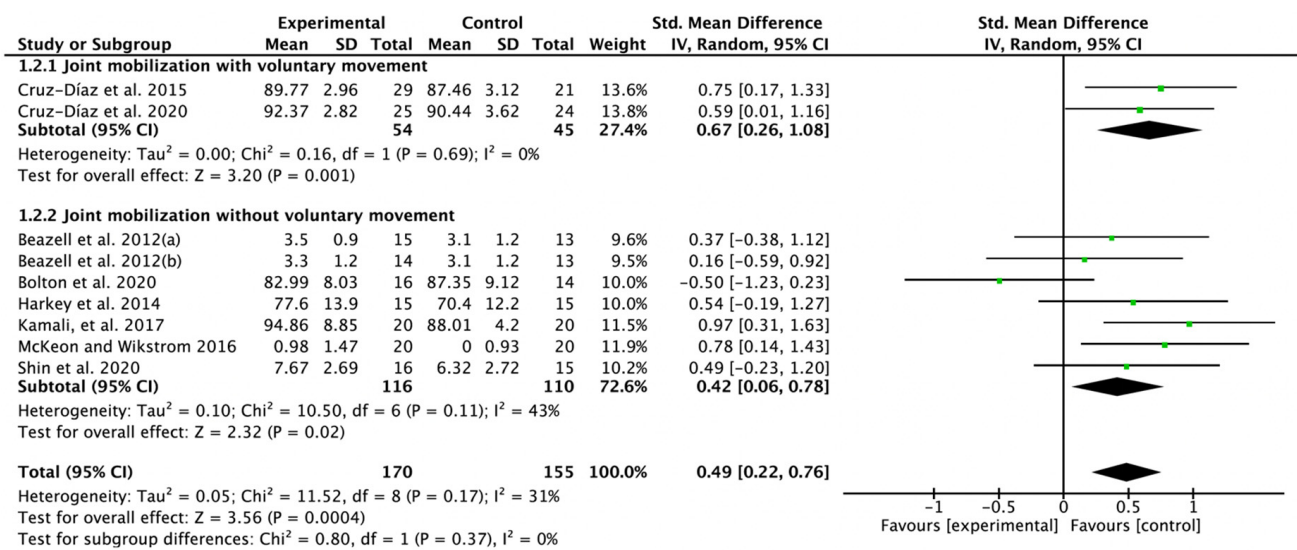 Experimental Control Std. Mean Difference Std. Mean Difference
Study or Subgroup Mean SD Total Mean SD Total Weight IV, Random, 95% CI IV, Random, 95% CI
1.2.1 Joint mobilization with voluntary movement
Cruz-Díaz et al. 2015 89.77 2.96 29 87.46 3.12 21 13.6% 0.75 [0.17, 1.33]
Cruz-Díaz et al. 2020 92.37 2.82 25 90.44 3.62 24 13.8% 0.59 [0.01, 1.16]
Subtotal (95% CI) 54 45 27.4% 0.67 [0.26, 1.08]
Heterogeneity: Tau² = 0.00; Chi² = 0.16, df = 1 (P = 0.69); I² = 0%
Test for overall effect: Z = 3.20 (P = 0.001)
1.2.2 Joint mobilization without voluntary movement
Beazell et al. 2012(a) 3.5 0.9 15 3.1 1.2 13 9.6% 0.37 [−0.38, 1.12]
Beazell et al. 2012(b) 3.3 1.2 14 3.1 1.2 13 9.5% 0.16 [−0.59, 0.92]
Bolton et al. 2020 82.99 8.03 16 87.35 9.12 14 10.0% −0.50 [−1.23, 0.23]
Harkey et al. 2014 77.6 13.9 15 70.4 12.2 15 10.0% 0.54 [−0.19, 1.27]
Kamali, et al. 2017 94.86 8.85 20 88.01 4.2 20 11.5% 0.97 [0.31, 1.63]
McKeon and Wikstrom 2016 0.98 1.47 20 0 0.93 20 11.9% 0.78 [0.14, 1.43]
Shin et al. 2020 7.67 2.69 16 6.32 2.72 15 10.2% 0.49 [−0.23, 1.20]
Subtotal (95% CI) 116 110 72.6% 0.42 [0.06, 0.78]
Heterogeneity: Tau² = 0.10; Chi² = 10.50, df = 6 (P = 0.11); I² = 43%
Test for overall effect: Z = 2.32 (P = 0.02)
Total (95% CI) 170 155 100.0% 0.49 [0.22, 0.76]
Heterogeneity: Tau² = 0.05; Chi² = 11.52, df = 8 (P = 0.17); I² = 31%
Test for overall effect: Z = 3.56 (P = 0.0004)
Test for subgroup differences: Chi² = 0.80, df = 1 (P = 0.37), I² = 0%
−1 −0.5 0 0.5 1
Favours [experimental] Favours [control]